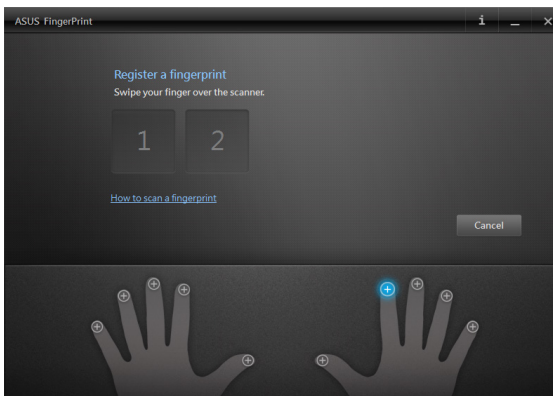 ASUS FingerPrint
Register a fingerprint
Swipe your finger over the scanner.
1 2
How to scan a fingerprint
Cancel